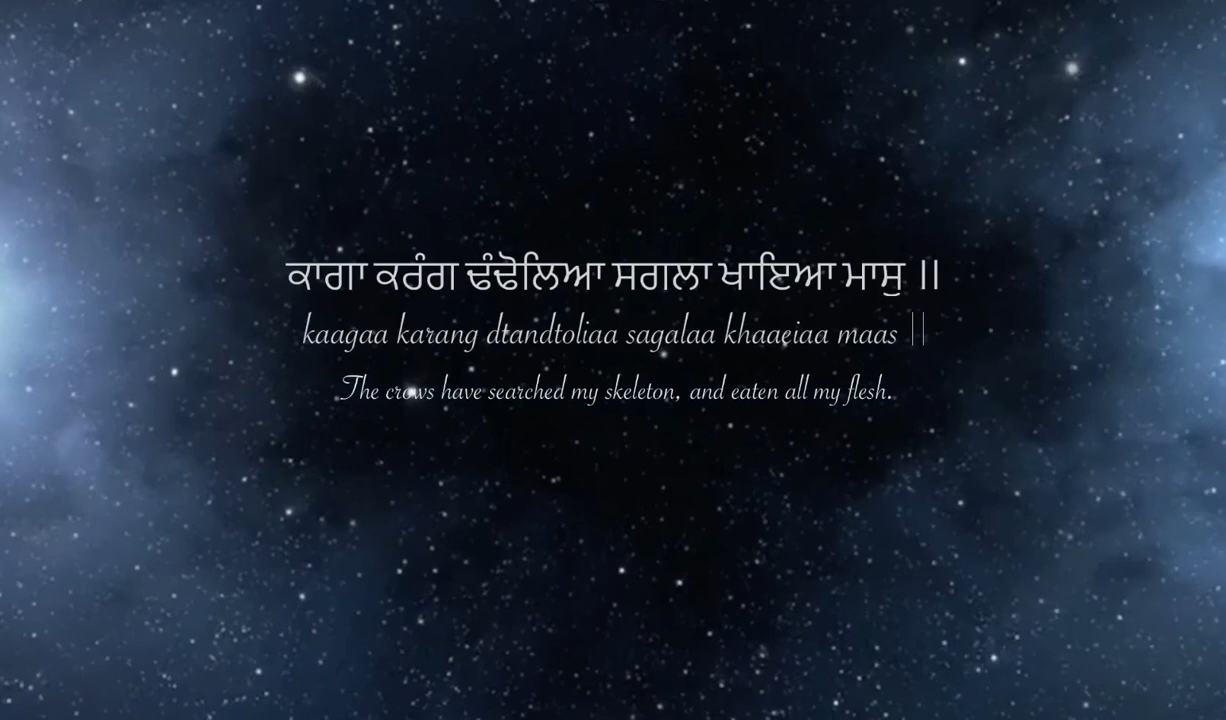 ਕਾਗਾ ਕਰੰਗ ਢੰਢੋਲਿਆ ਸਗਲਾ ਖਾਇਆ ਮਾਸੁ ॥
kaagaa karang dtandtoliaa sagalaa khaaeiaa maas ||
The crows have searched my skeleton, and eaten all my flesh.